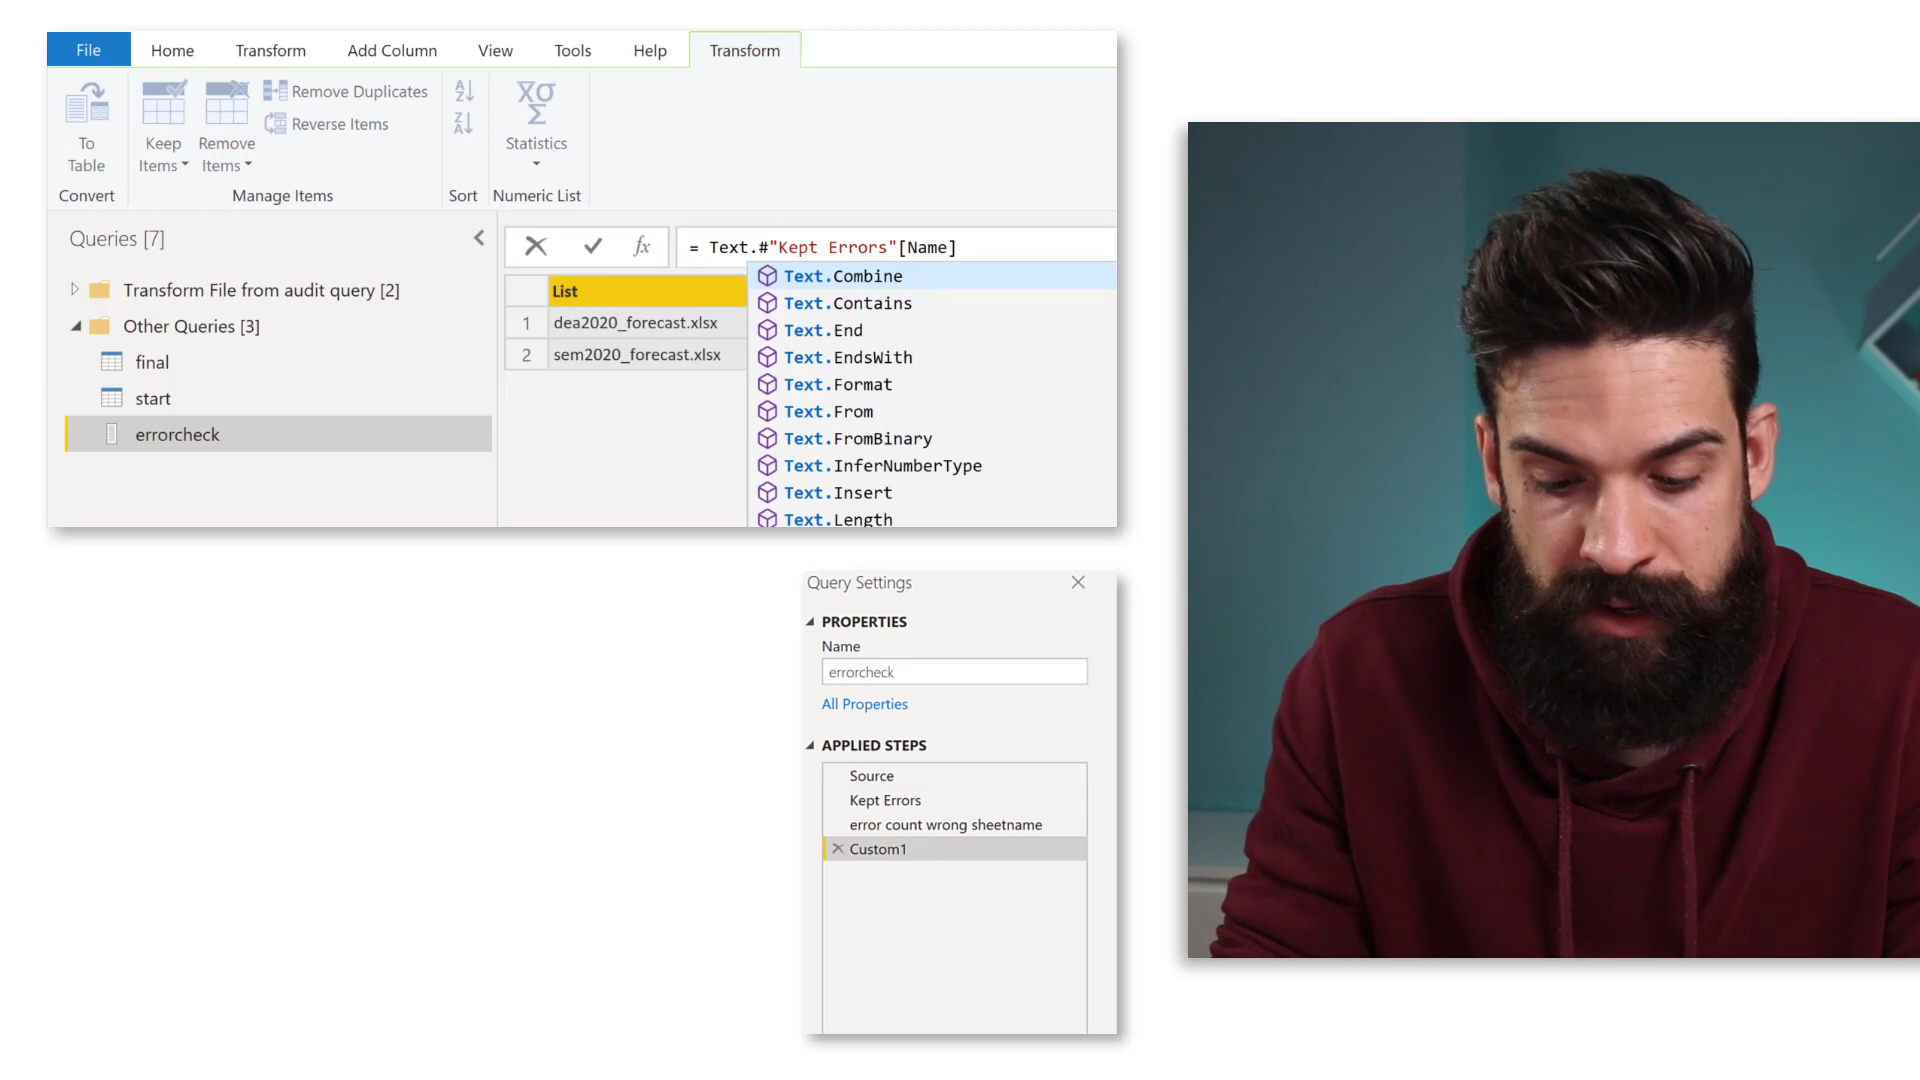 File Home Transform Add Column View Tools Help Transform
To Table
Keep Items
Remove Items
Remove Duplicates
Reverse Items
A Z
Z A
X̄σ Σ
Statistics
Convert Manage Items Sort Numeric List
Queries [7]
Transform File from audit query [2]
Other Queries [3]
final
start
errorcheck
fx = Text.#"Kept Errors"[Name]
List
1 dea2020_forecast.xlsx
2 sem2020_forecast.xlsx
Text.Combine
Text.Contains
Text.End
Text.EndsWith
Text.Format
Text.From
Text.FromBinary
Text.InferNumberType
Text.Insert
Text.Length
Query Settings
PROPERTIES
Name
errorcheck
All Properties
APPLIED STEPS
Source
Kept Errors
error count wrong sheetname
Custom1